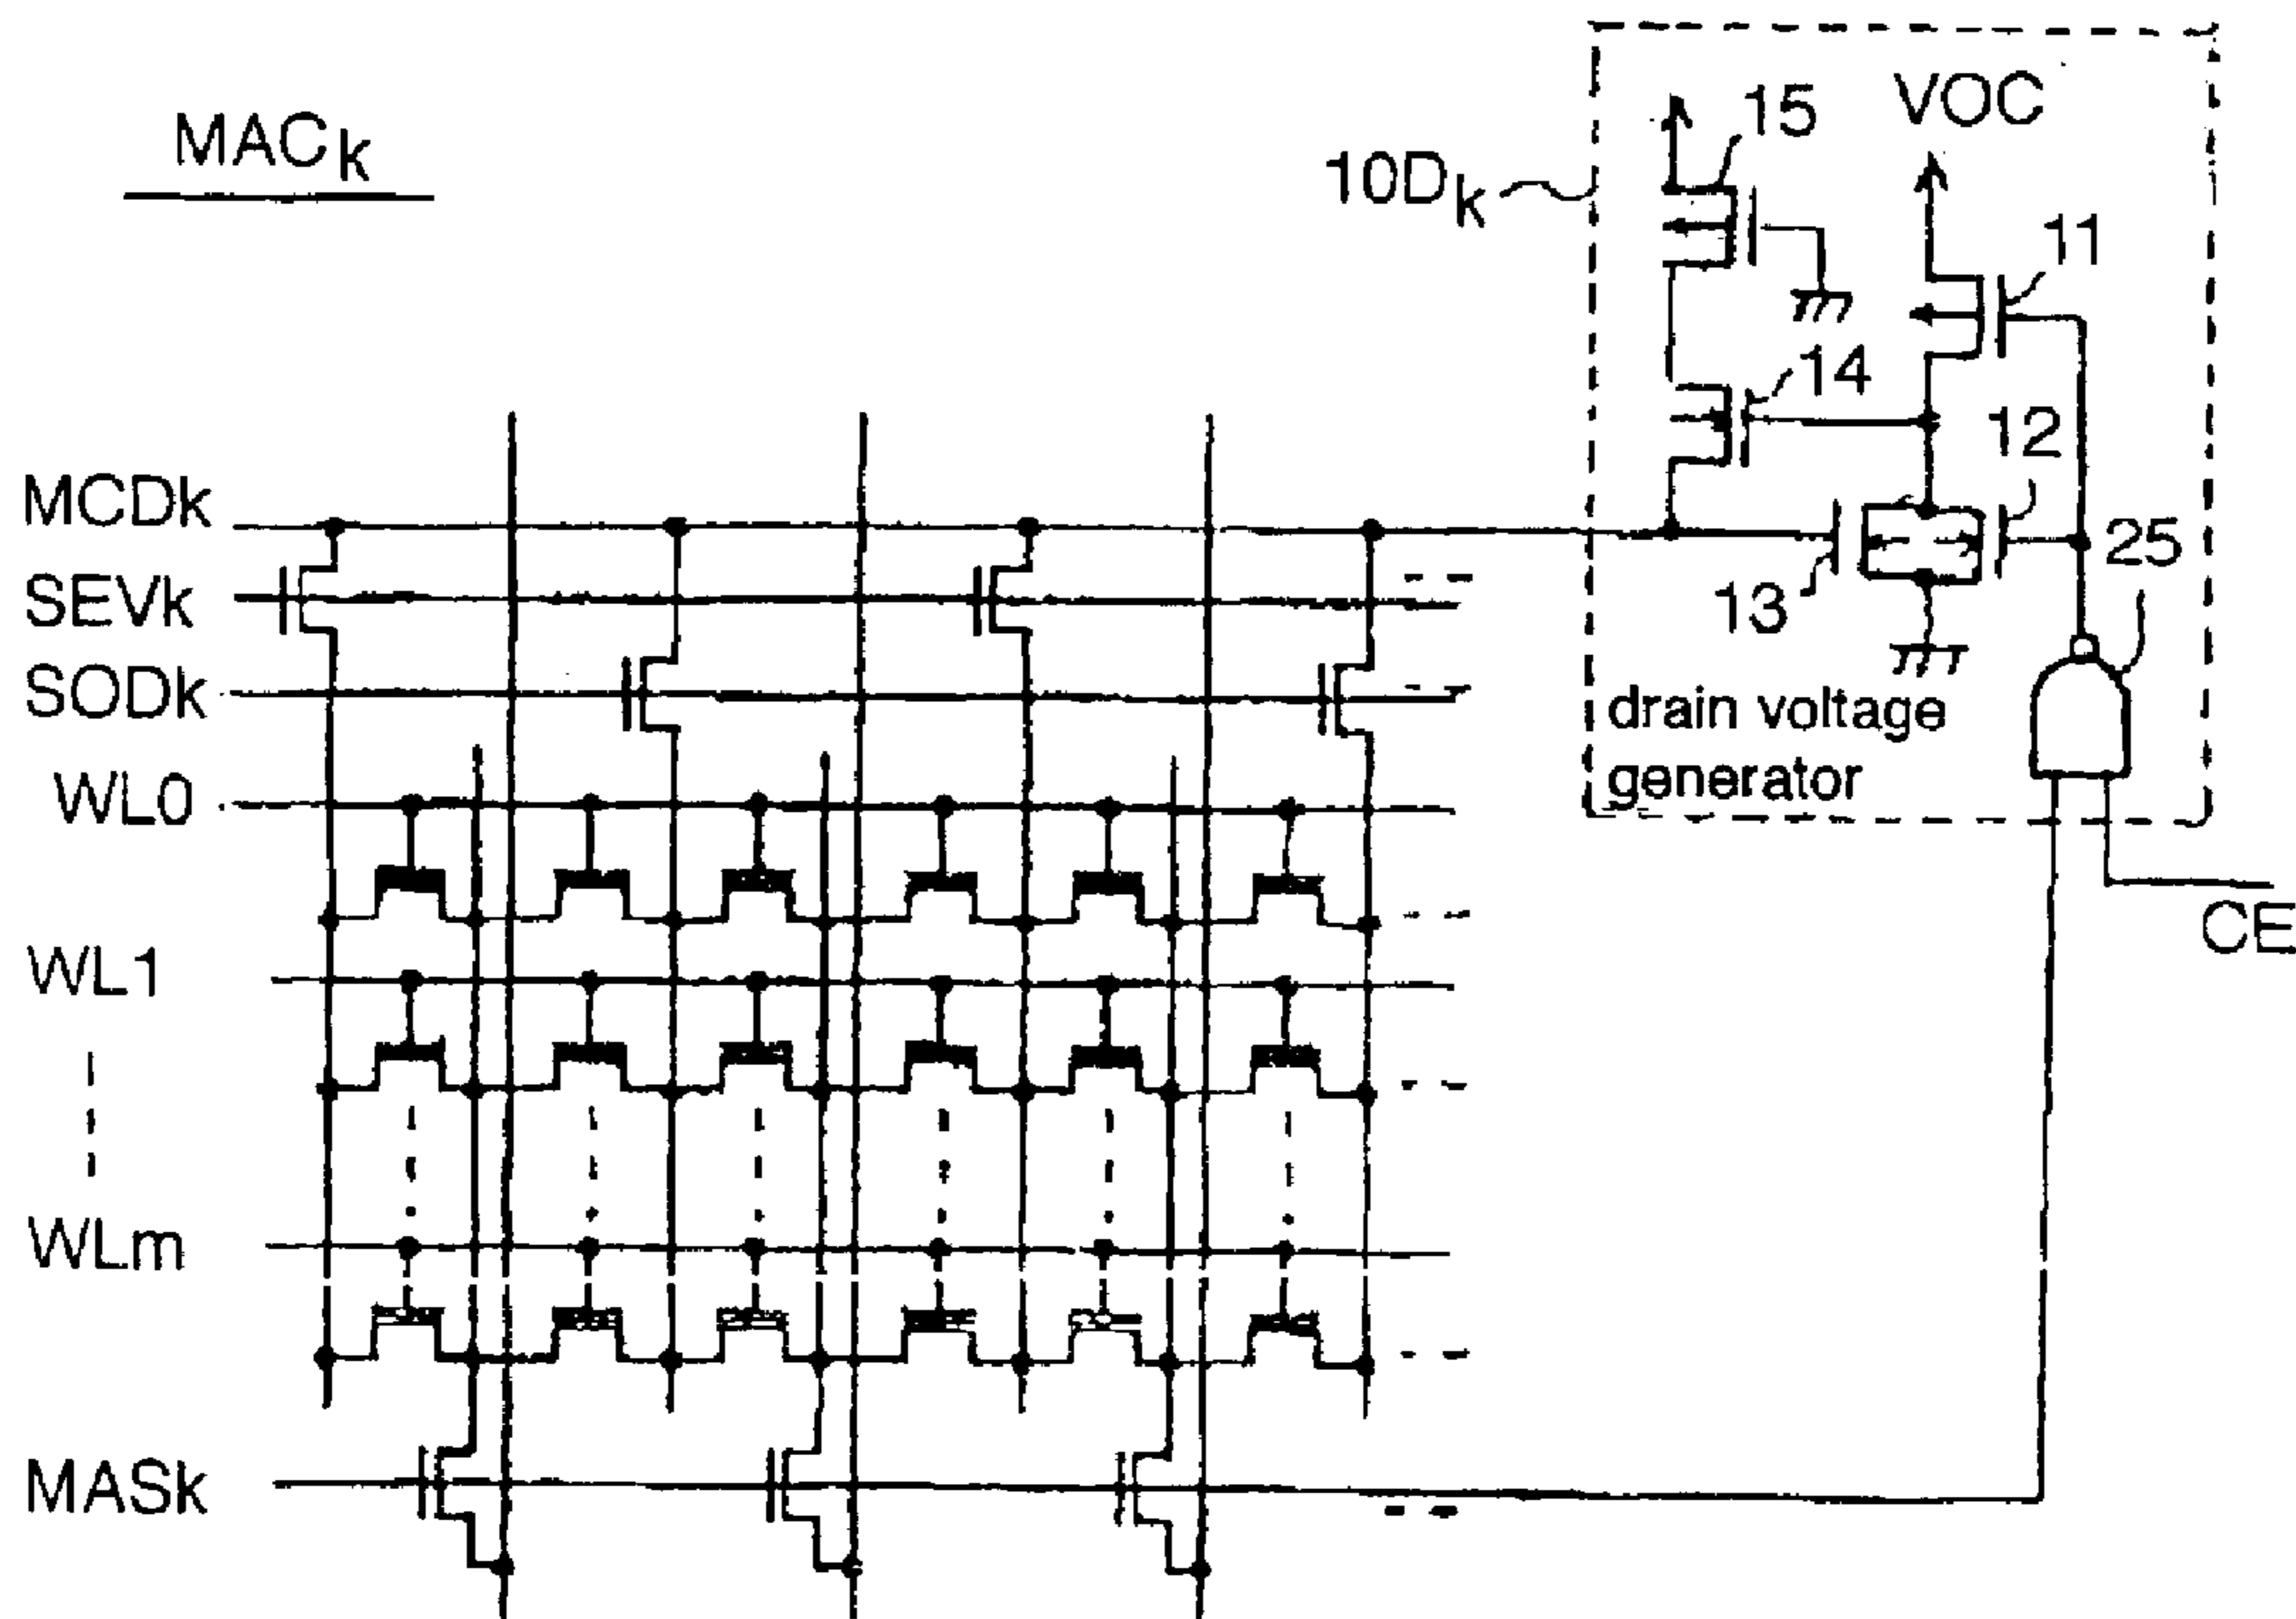 MACk
10Dk
15
VOC
11
14
12
MCDk
SEVk
13
25
SODk
drain voltage
generator
WL0
CE
WL1
WLm
MASk